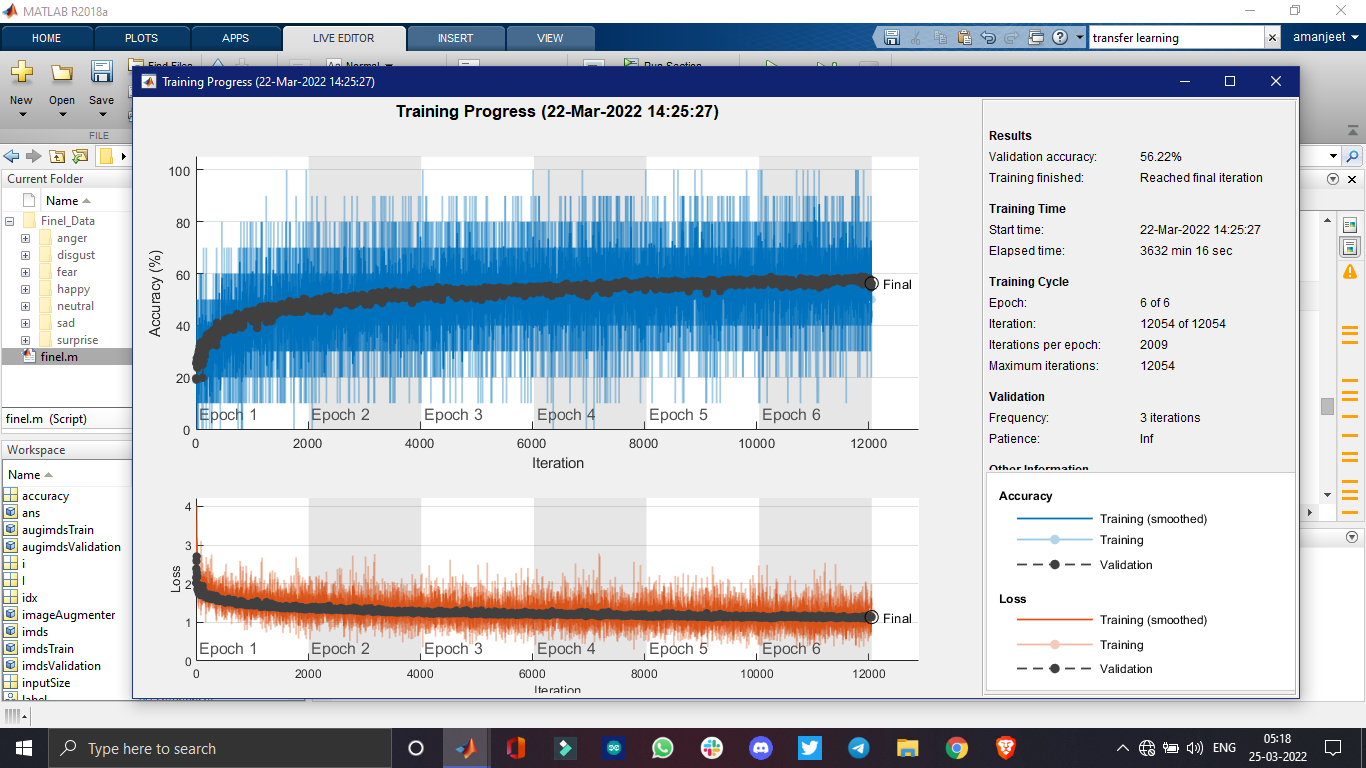 MATLAB R2018a
HOME
PLOTS
APPS
LIVE EDITOR
INSERT
VIEW
transfer learning
amanjeet
New
Open
Save
Find Files
Normal
Run Section
FILE
Training Progress (22-Mar-2022 14:25:27)
Current Folder
Name
Finel_Data
anger
disgust
fear
happy
neutral
sad
surprise
finel.m
finel.m (Script)
Workspace
Name
accuracy
ans
augimdsTrain
augimdsValidation
i
I
idx
imageAugmenter
imds
imdsTrain
imdsValidation
inputSize
label
Training Progress (22-Mar-2022 14:25:27)
Accuracy (%)
100
80
60
40
20
0
Final
Epoch 1
Epoch 2
Epoch 3
Epoch 4
Epoch 5
Epoch 6
0
2000
4000
6000
8000
10000
12000
Iteration
Loss
4
3
2
1
0
Final
Epoch 1
Epoch 2
Epoch 3
Epoch 4
Epoch 5
Epoch 6
0
2000
4000
6000
8000
10000
12000
Iteration
Results
Validation accuracy: 56.22%
Training finished: Reached final iteration
Training Time
Start time: 22-Mar-2022 14:25:27
Elapsed time: 3632 min 16 sec
Training Cycle
Epoch: 6 of 6
Iteration: 12054 of 12054
Iterations per epoch: 2009
Maximum iterations: 12054
Validation
Frequency: 3 iterations
Patience: Inf
Other Information
Accuracy
Training (smoothed)
Training
Validation
Loss
Training (smoothed)
Training
Validation
Type here to search
ENG
05:18
25-03-2022